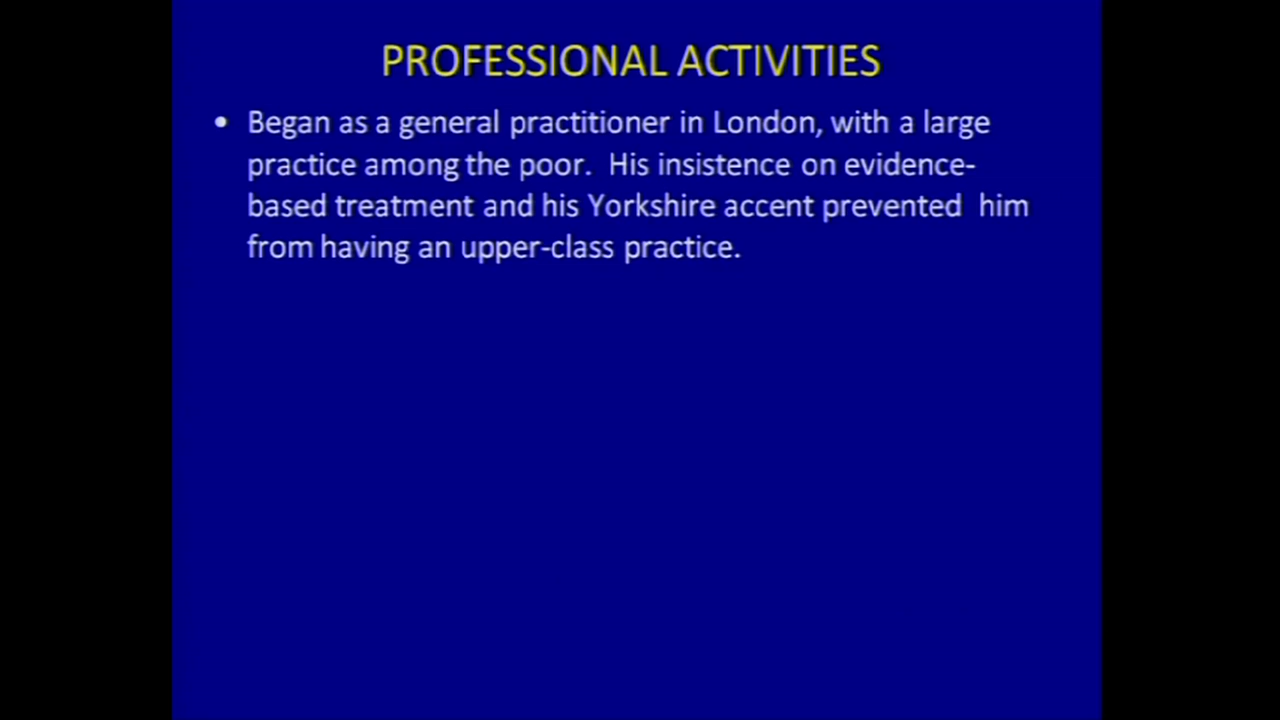 PROFESSIONAL ACTIVITIES
• Began as a general practitioner in London, with a large
practice among the poor.  His insistence on evidence-
based treatment and his Yorkshire accent prevented  him
from having an upper-class practice.